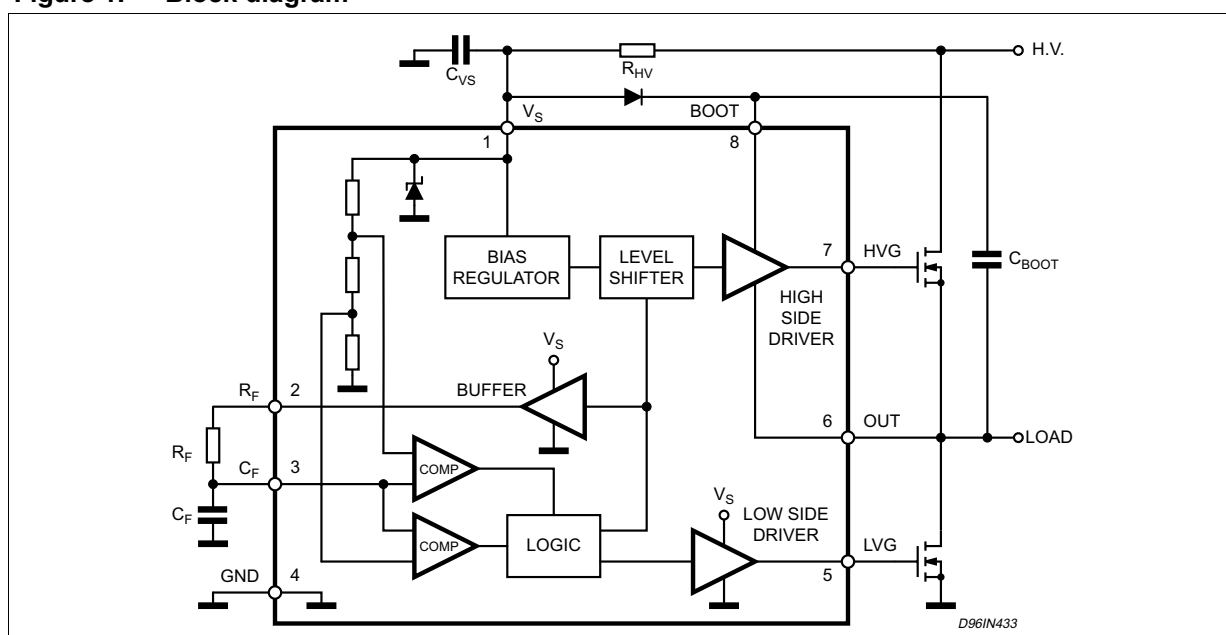 Figure 1. Block diagram
H.V.
C_VS
R_HV
V_S
BOOT
1
8
BIAS REGULATOR
LEVEL SHIFTER
7
HVG
C_BOOT
HIGH SIDE DRIVER
V_S
R_F
2
BUFFER
6
OUT
LOAD
R_F
C_F
3
COMP
V_S
LOW SIDE DRIVER
C_F
COMP
LOGIC
LVG
5
GND
4
D96IN433